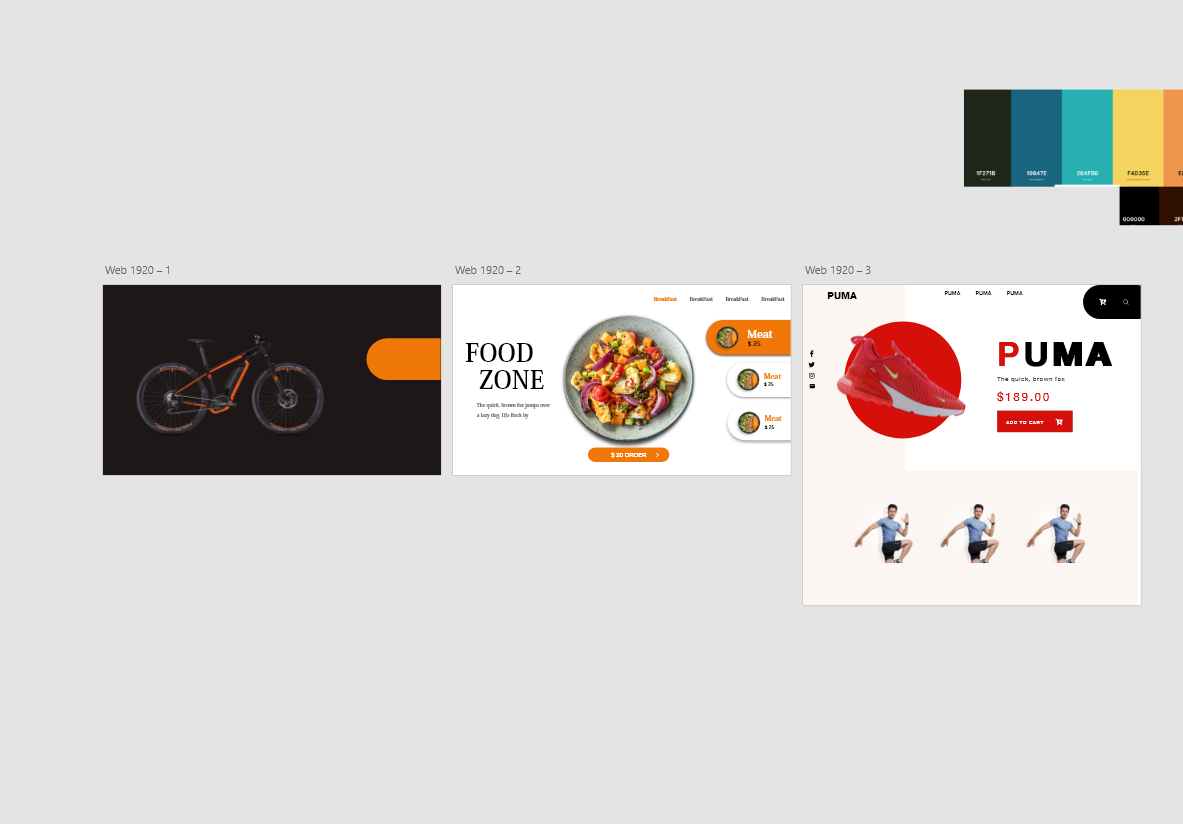 1F271B
19647E
28AFB0
F4D35E
000000
2F1
Web 1920 – 1
Web 1920 – 2
Web 1920 – 3
BreakFast BreakFast BreakFast BreakFast
FOOD
ZONE
The quick, brown fox jumps over
a lazy dog. DJs flock by
$ 20 ORDER
Meat
$ 25
Meat
$ 25
Meat
$ 25
PUMA
PUMA PUMA PUMA
PUMA
The quick, brown fox
$189.00
ADD TO CART